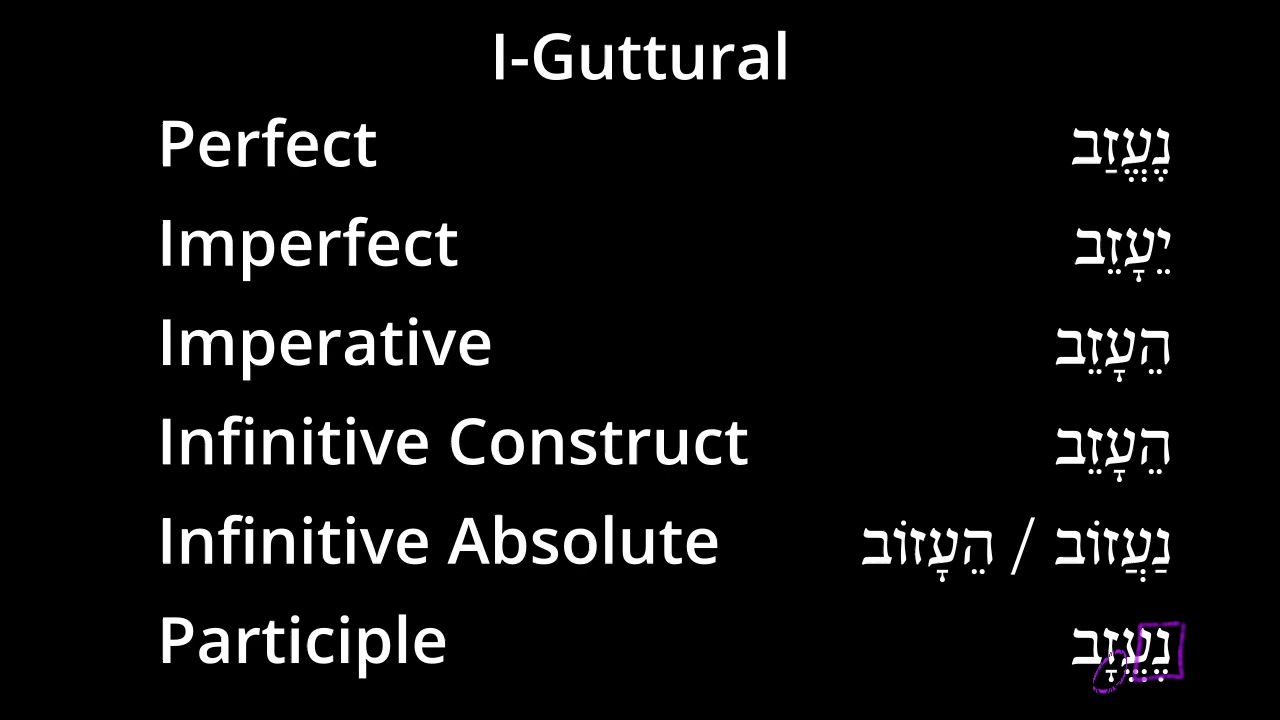 I-Guttural
Perfect נֶעֱזַב
Imperfect יֵעָזֵב
Imperative הֵעָזֵב
Infinitive Construct הֵעָזֵב
Infinitive Absolute נַעֲזוֹב / הֵעָזוֹב
Participle נֶעֱזָב